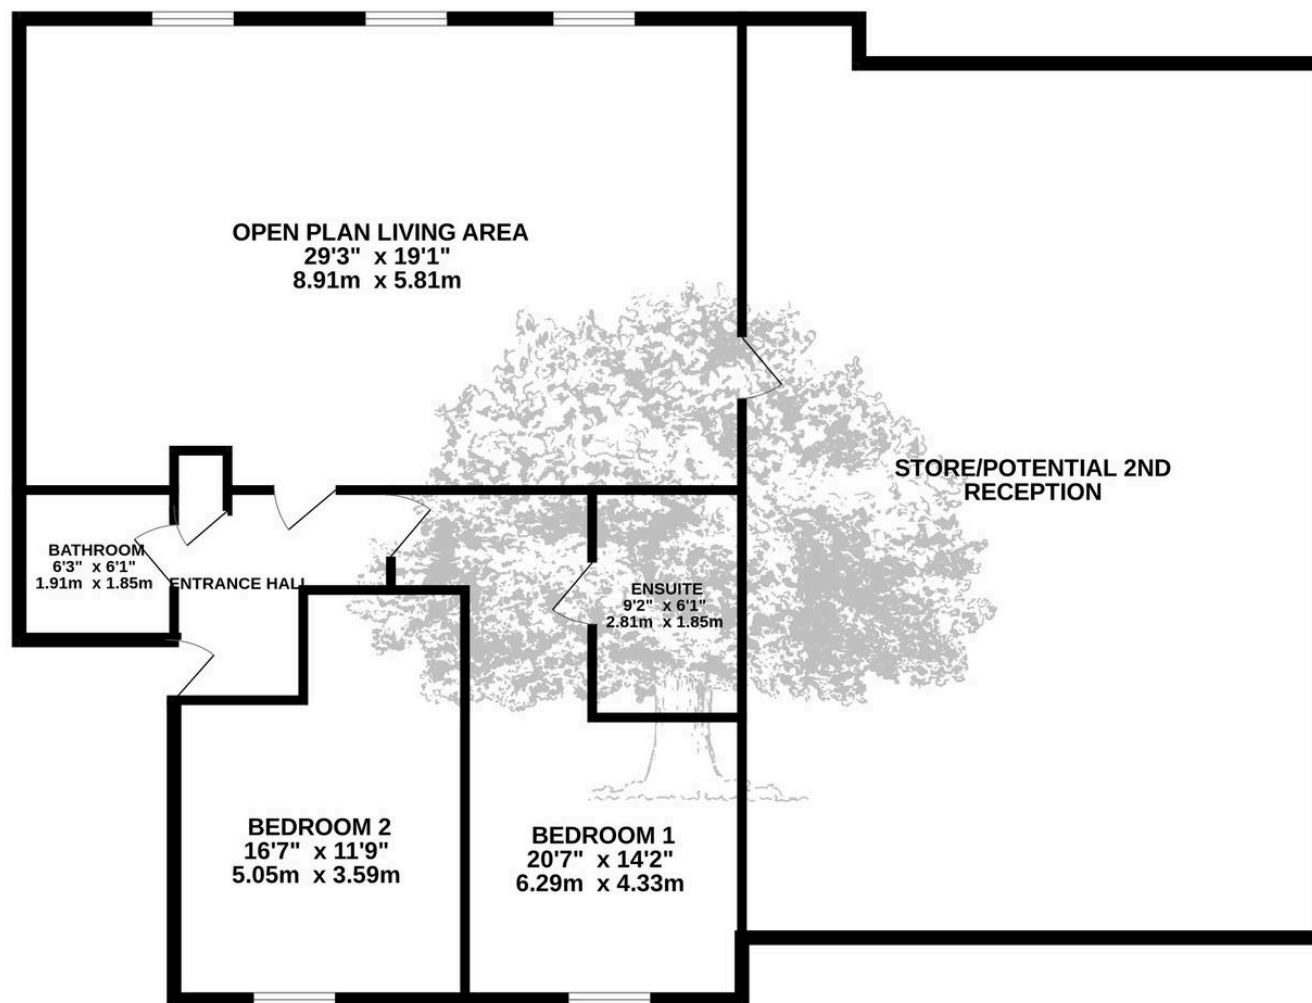 OPEN PLAN LIVING AREA
29'3" x 19'1"
8.91m x 5.81m
STORE/POTENTIAL 2ND
RECEPTION
BATHROOM
6'3" x 6'1"
1.91m x 1.85m
ENTRANCE HALL
ENSUITE
9'2" x 6'1"
2.81m x 1.85m
BEDROOM 2
16'7" x 11'9"
5.05m x 3.59m
BEDROOM 1
20'7" x 14'2"
6.29m x 4.33m